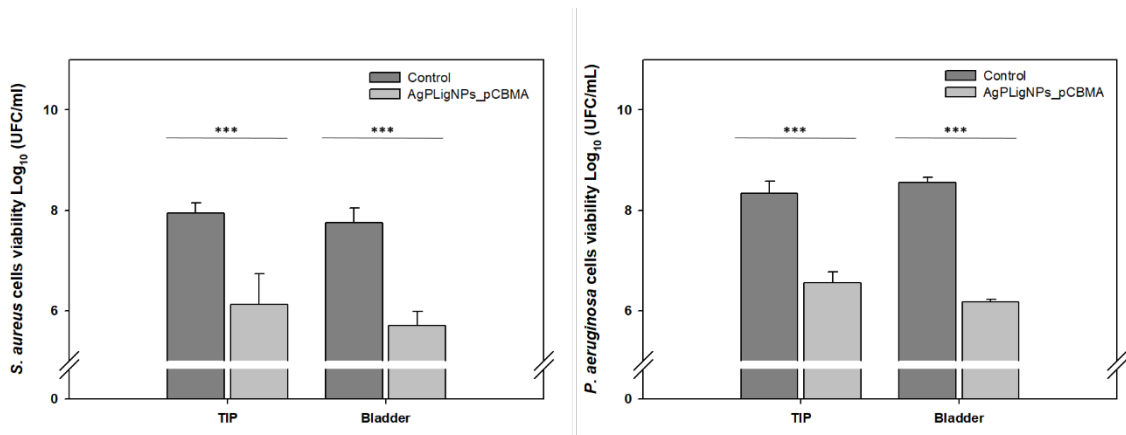 S. aureus cells viability Log10 (UFC/ml)
Control
AgPLigNPs_pCBMA
10
***
***
8
6
0
TIP
Bladder
P. aeruginosa cells viability Log10 (UFC/mL)
Control
AgPLigNPs_pCBMA
10
***
***
8
6
0
TIP
Bladder